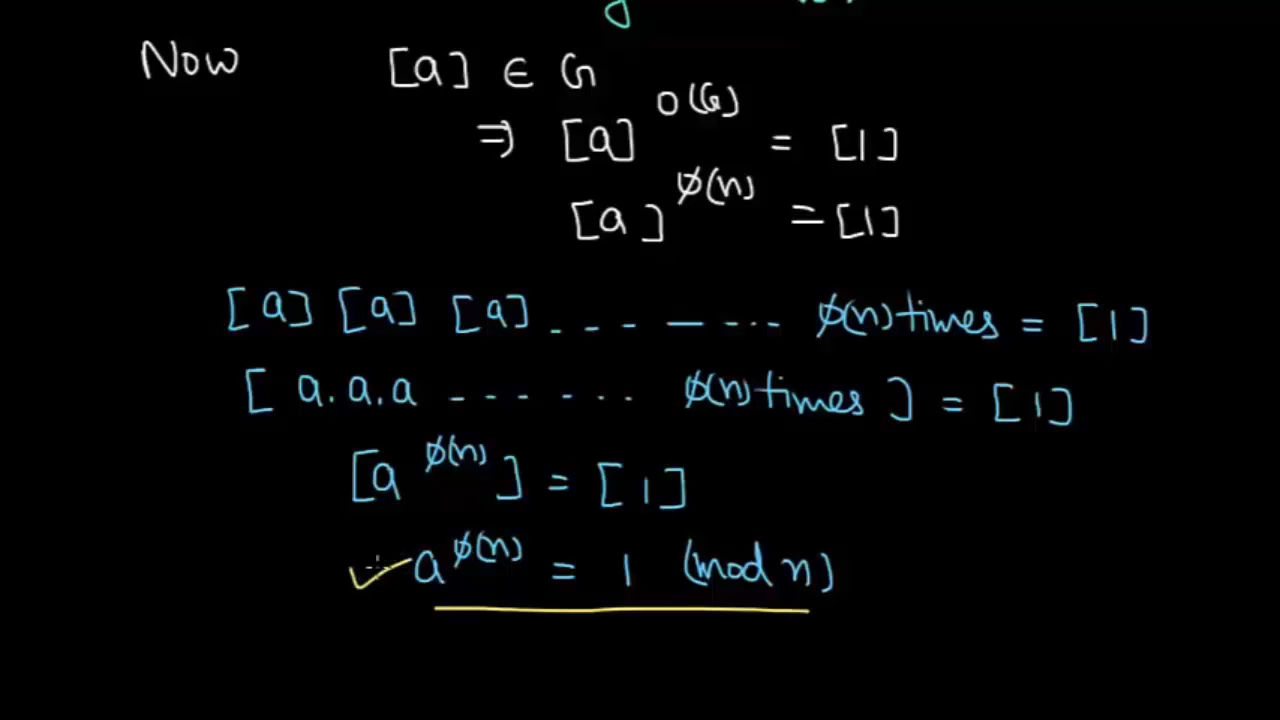 Now [a] ∈ G
⇒ [a]^{O(G)} = [1]
[a]^{φ(n)} = [1]
[a] [a] [a] . - - - — - ... φ(n) times = [1]
[ a.a.a ......... φ(n) times ] = [1]
[a^{φ(n)}] = [1]
a^{φ(n)} = 1 (mod n)